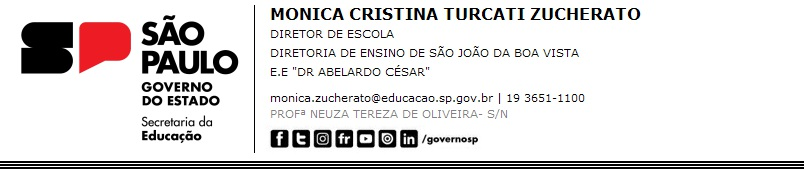 SP
SÃO
PAULO
GOVERNO
DO ESTADO
Secretaria da
Educação
MONICA CRISTINA TURCATI ZUCHERATO
DIRETOR DE ESCOLA
DIRETORIA DE ENSINO DE SÃO JOÃO DA BOA VISTA
E.E "DR ABELARDO CÉSAR"
monica.zucherato@educacao.sp.gov.br | 19 3651-1100
PROFª NEUZA TEREZA DE OLIVEIRA- S/N
/governosp